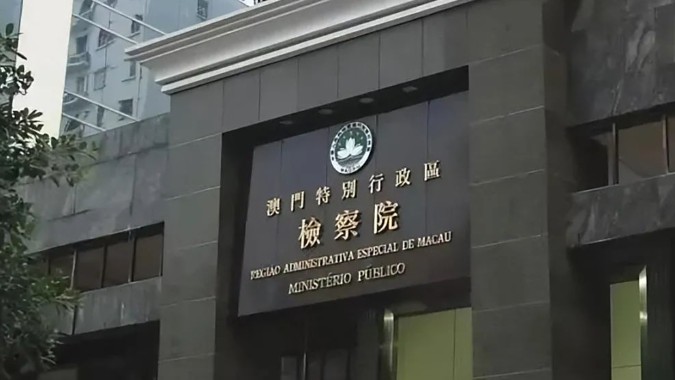 澳門特別行政區
檢察院
REGIÃO ADMINISTRATIVA ESPECIAL DE MACAU
MINISTÉRIO PÚBLICO